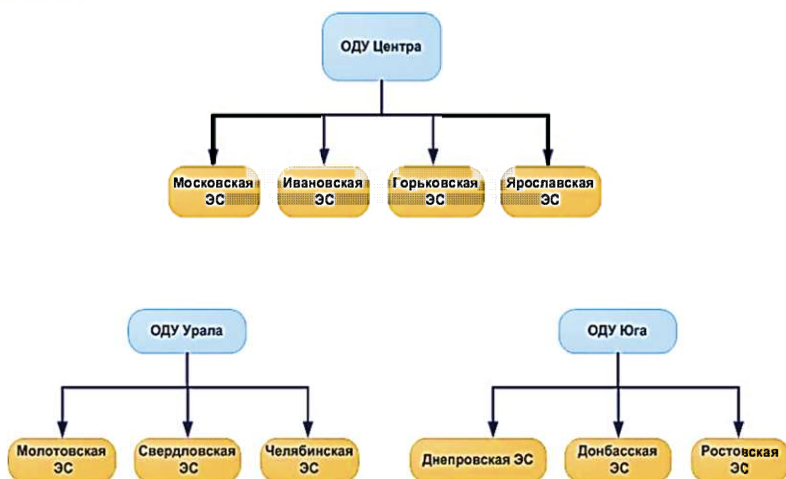 ОДУ Центра
Московская
ЭС
Ивановская
ЭС
Горьковская
ЭС
Ярославская
ЭС
ОДУ Урала
Молотовская
ЭС
Свердловская
ЭС
Челябинская
ЭС
ОДУ Юга
Днепровская ЭС
Донбасская
ЭС
Ростовская
ЭС